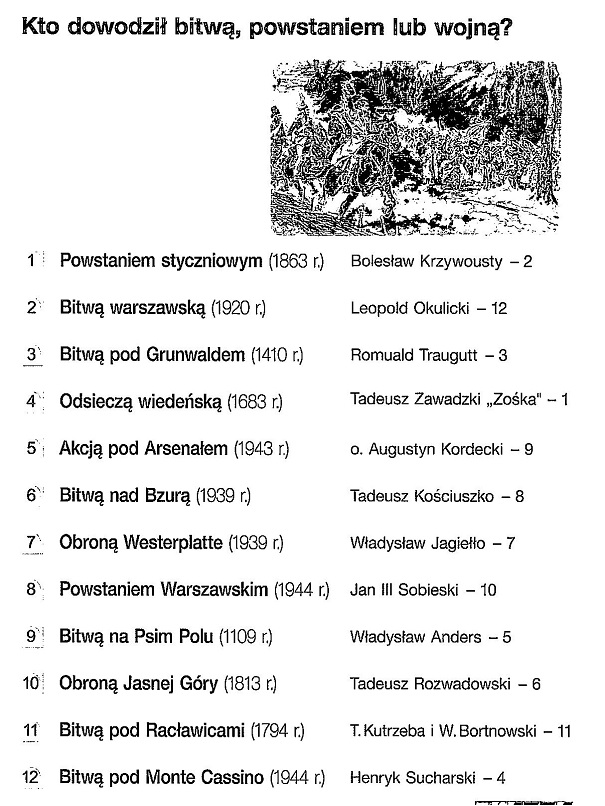 Kto dowodził bitwą, powstaniem lub wojną?
1 Powstaniem styczniowym (1863 r.) Bolesław Krzywousty – 2
2 Bitwą warszawską (1920 r.) Leopold Okulicki – 12
3 Bitwą pod Grunwaldem (1410 r.) Romuald Traugutt – 3
4 Odsieczą wiedeńską (1683 r.) Tadeusz Zawadzki „Zośka" – 1
5 Akcją pod Arsenałem (1943 r.) o. Augustyn Kordecki – 9
6 Bitwą nad Bzurą (1939 r.) Tadeusz Kościuszko – 8
7 Obroną Westerplatte (1939 r.) Władysław Jagiełło – 7
8 Powstaniem Warszawskim (1944 r.) Jan III Sobieski – 10
9 Bitwą na Psim Polu (1109 r.) Władysław Anders – 5
10 Obroną Jasnej Góry (1813 r.) Tadeusz Rozwadowski – 6
11 Bitwą pod Racławicami (1794 r.) T. Kutrzeba i W. Bortnowski – 11
12 Bitwą pod Monte Cassino (1944 r.) Henryk Sucharski – 4